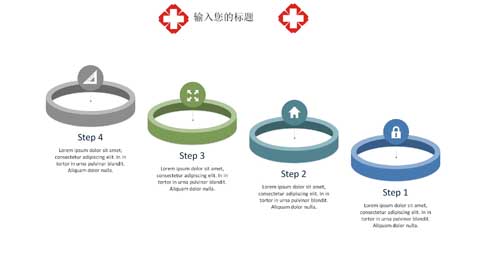 输入您的标题
Step 4
Lorem ipsum dolor sit amet,
consectetur adipiscing elit. In in
tortor in urna pulvinar tincidunt.
Aliquam dolor nulla.
Step 3
Lorem ipsum dolor sit amet,
consectetur adipiscing elit. In in
tortor in urna pulvinar tincidunt.
Aliquam dolor nulla.
Step 2
Lorem ipsum dolor sit amet,
consectetur adipiscing elit. In in
tortor in urna pulvinar tincidunt.
Aliquam dolor nulla.
Step 1
Lorem ipsum dolor sit amet,
consectetur adipiscing elit. In in
tortor in urna pulvinar tincidunt.
Aliquam dolor nulla.